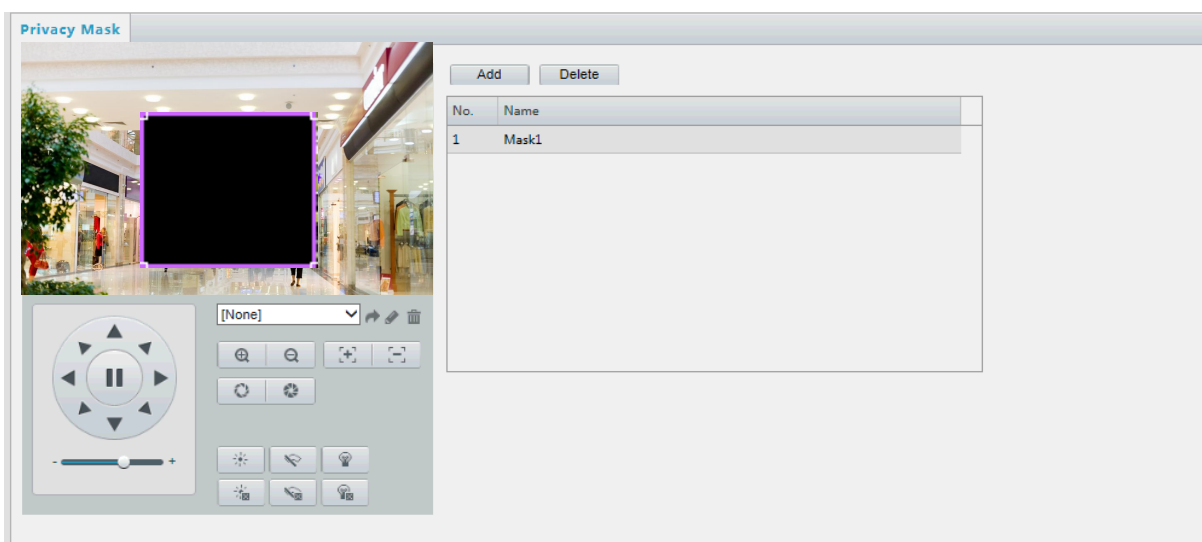 Privacy Mask
Add
Delete
No.
Name
1
Mask1
[None]
-
+